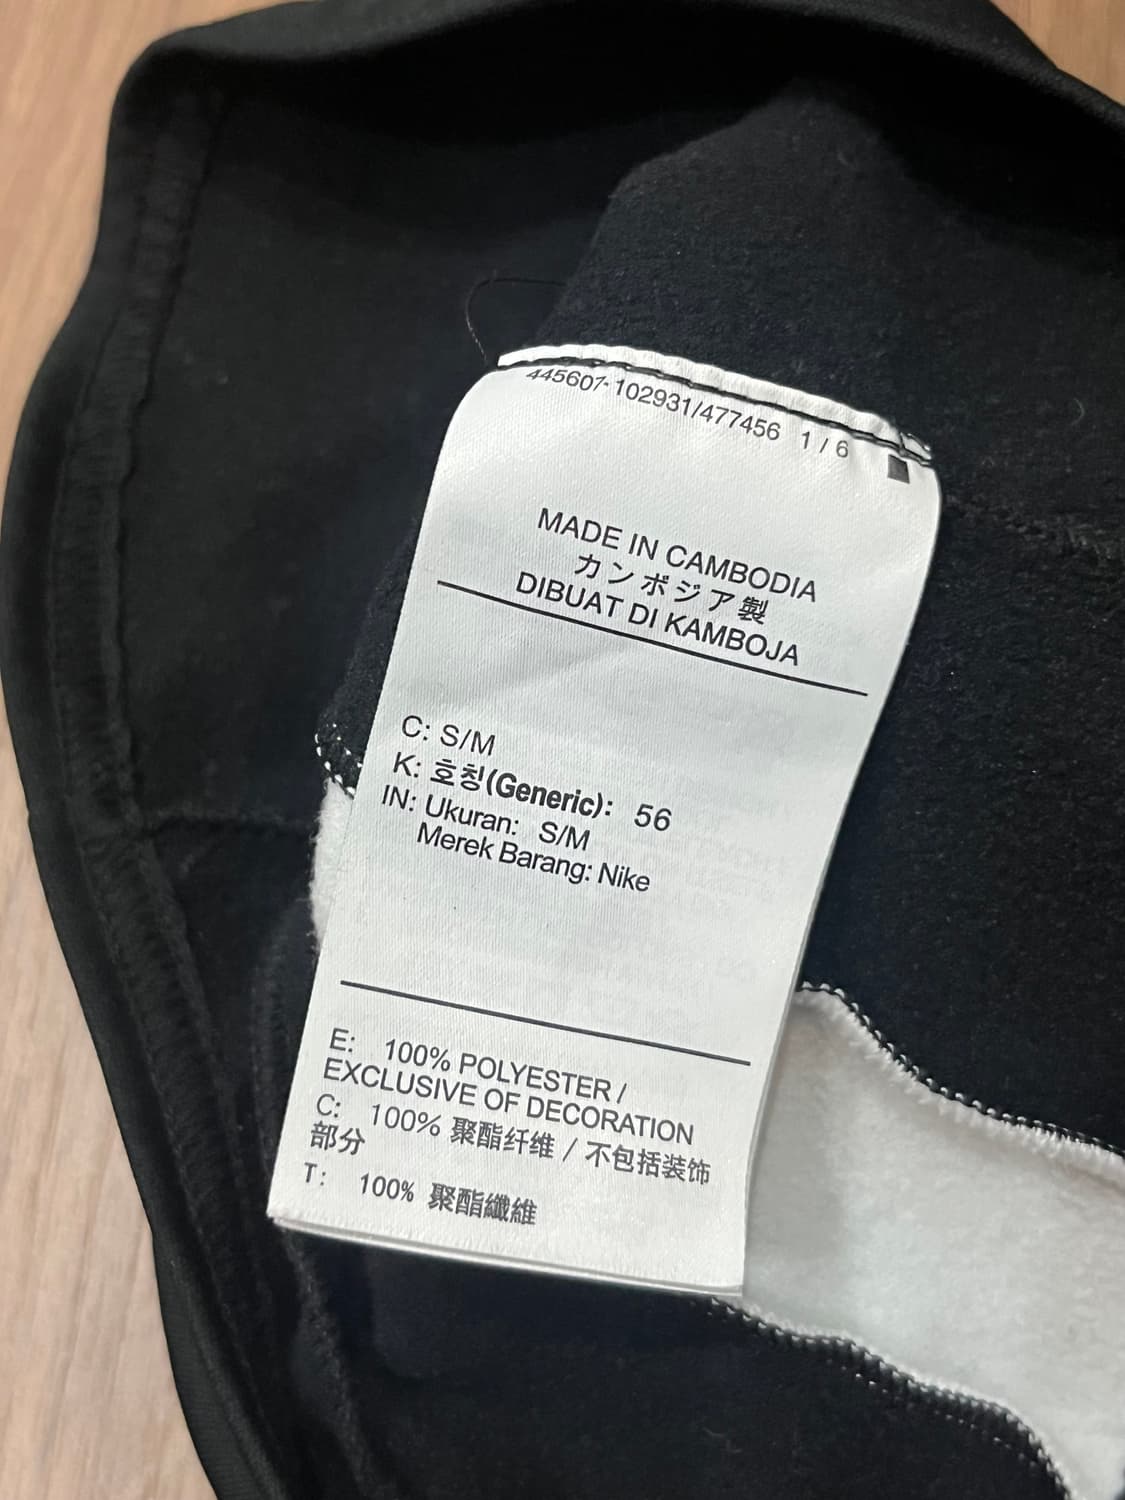 445607-102931/477456 1 / 6
MADE IN CAMBODIA
カンボジア製
DIBUAT DI KAMBOJA
C: S/M
K: 호칭(Generic): 56
IN: Ukuran: S/M
Merek Barang: Nike
E: 100% POLYESTER /
EXCLUSIVE OF DECORATION
C: 100% 聚酯纤维 / 不包括装饰
部分
T: 100% 聚酯纖維